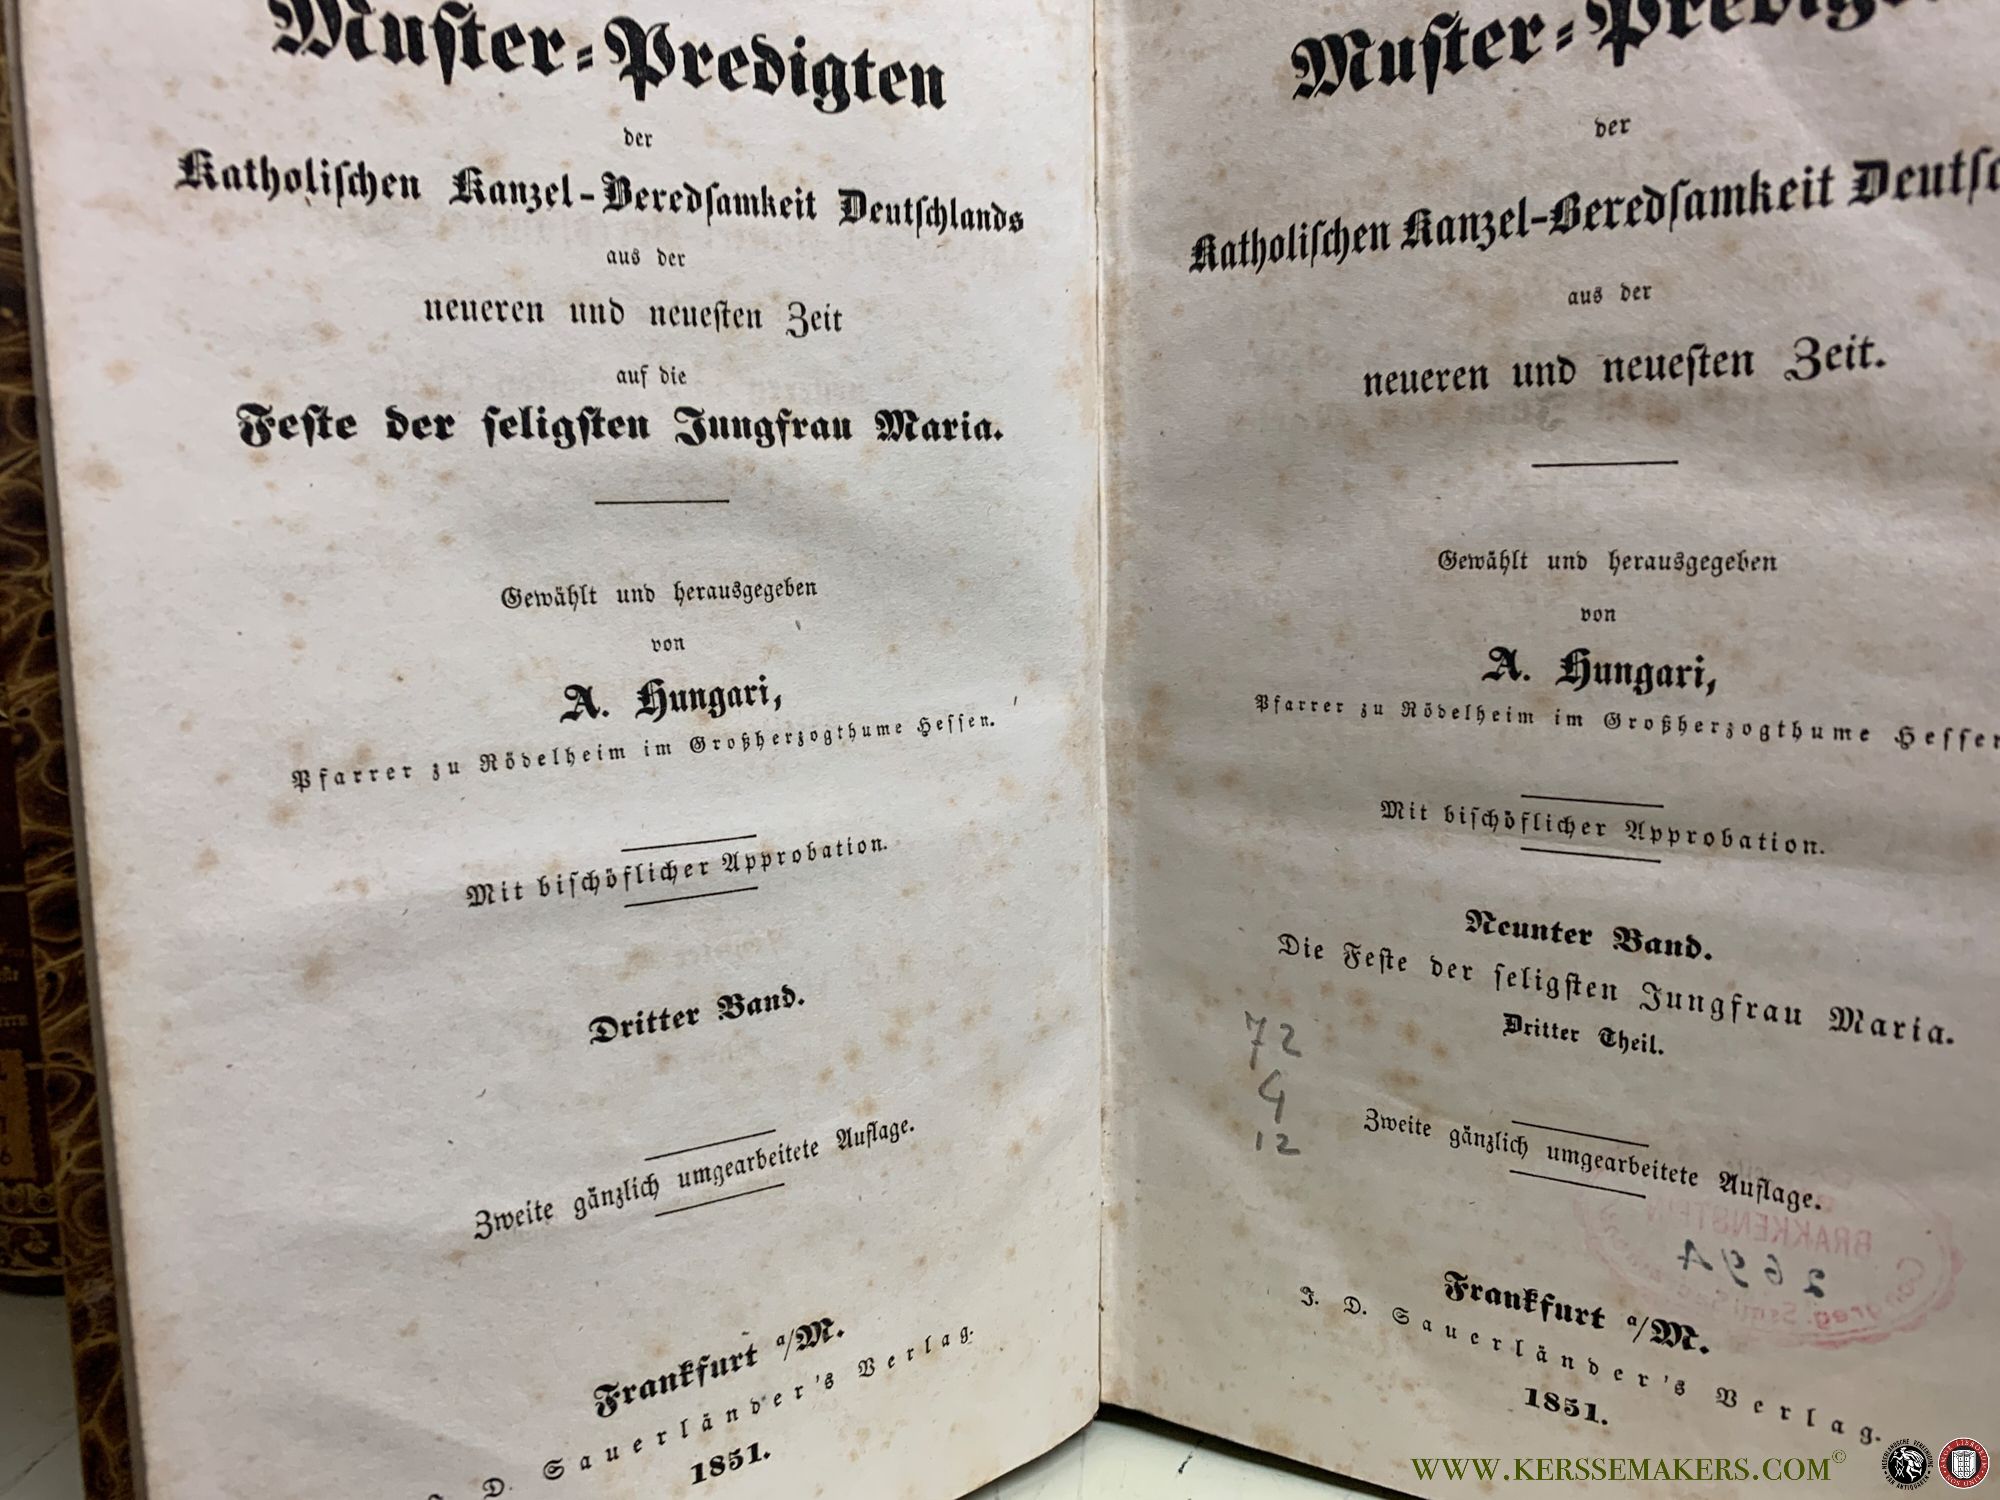 Muster-Predigten
der
Katholischen Kanzel-Beredsamkeit Deutschlands
aus der
neueren und neuesten Zeit
auf die
Feste der seligsten Jungfrau Maria.
Gewählt und herausgegeben
von
A. Hungari,
Pfarrer zu Rödelheim im Großherzogthume Hessen.
Mit bischöflicher Approbation.
Dritter Band.
Zweite gänzlich umgearbeitete Auflage.
Frankfurt a/M.
J. D. Sauerländer's Verlag.
1851.
Muster-Predigten
der
Katholischen Kanzel-Beredsamkeit Deutsc
aus der
neueren und neuesten Zeit.
Gewählt und herausgegeben
von
A. Hungari,
Pfarrer zu Rödelheim im Großherzogthume Hessen
Mit bischöflicher Approbation.
Neunter Band.
Die Feste der seligsten Jungfrau Maria.
Dritter Theil.
72
4
12
Zweite gänzlich umgearbeitete Auflage.
BRAKKENSTEIN
269A
Frankfurt a/M.
J. D. Sauerländer's Verlag.
1851.
WWW.KERSSEMAKERS.COM©